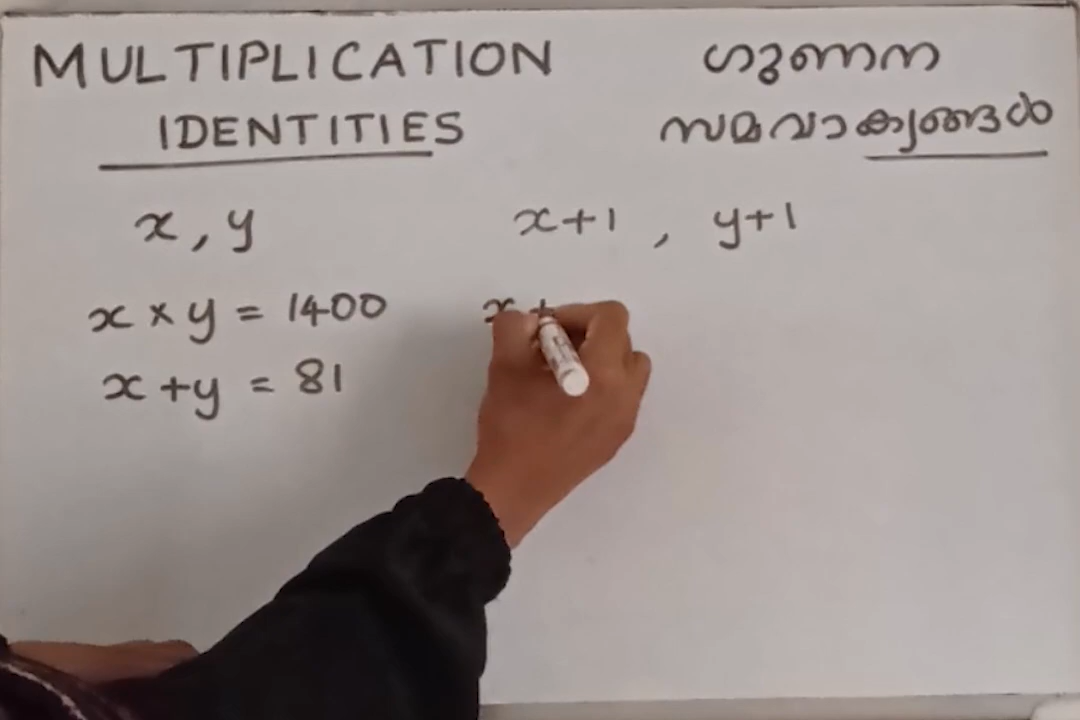 MULTIPLICATION
IDENTITIES
ഗുണന
സമവാക്യങ്ങൾ
x, y
x × y = 1400
x + y = 81
x+1 , y+1
x +